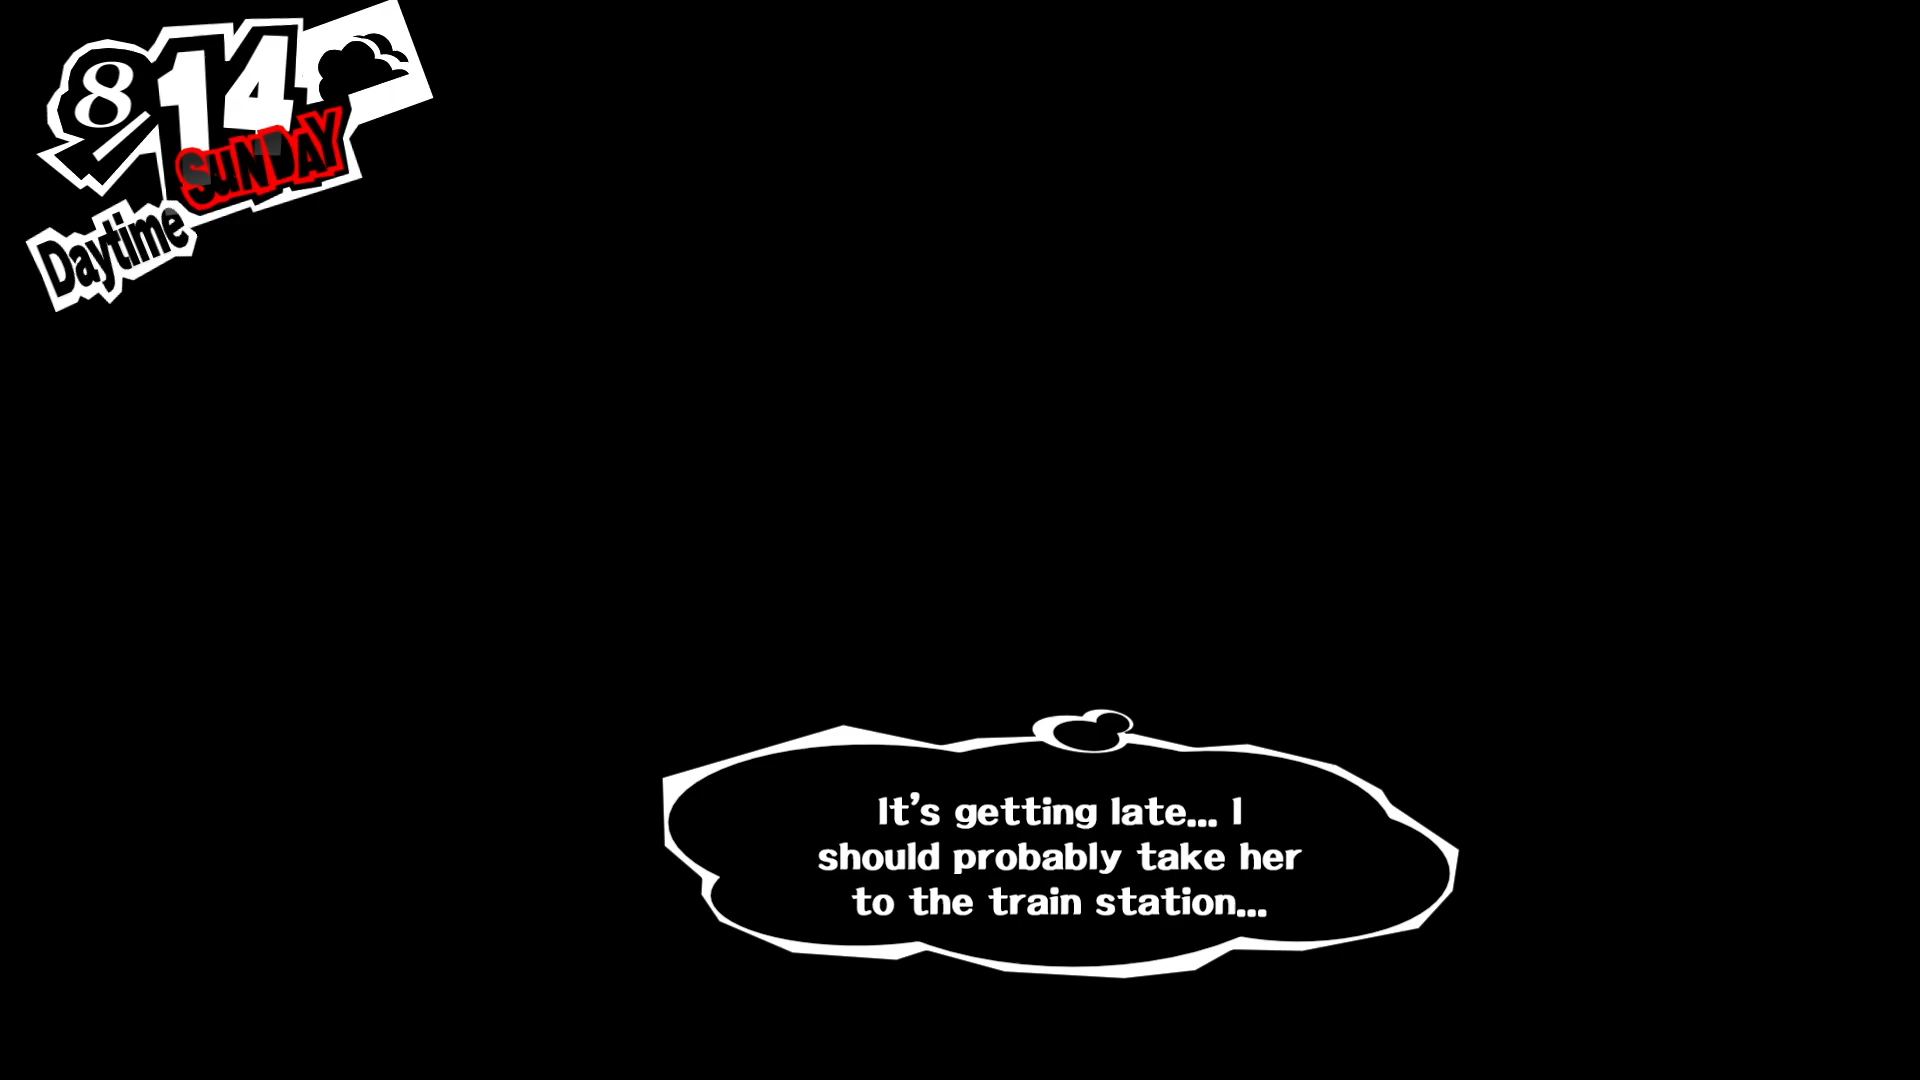 8/14
SUNDAY
Daytime
It's getting late... I
should probably take her
to the train station...